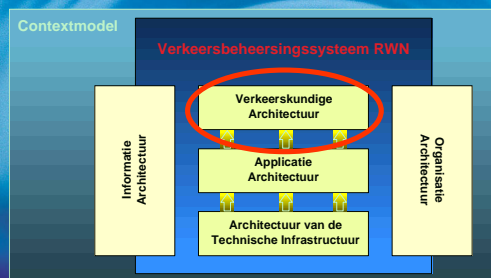 Contextmodel
Verkeersbeheersingssysteem RWN
Verkeerskundige
Architectuur
Informatie
Architectuur
Applicatie
Architectuur
Organisatie
Architectuur
Architectuur van de
Technische Infrastructuur